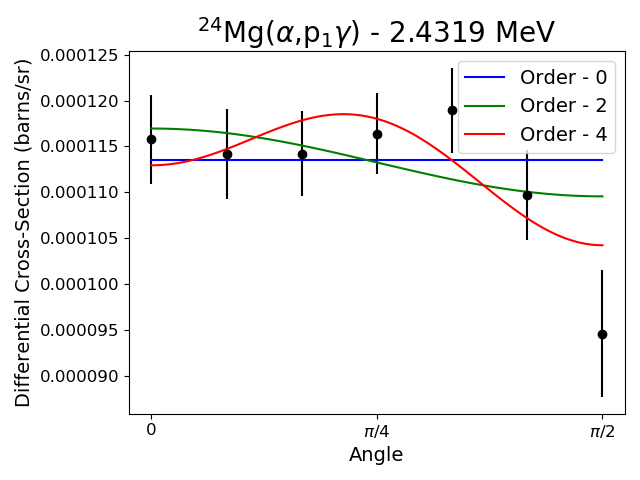 ²⁴Mg(α,p₁γ) - 2.4319 MeV
Differential Cross-Section (barns/sr)
0.000125
0.000120
0.000115
0.000110
0.000105
0.000100
0.000095
0.000090
Order - 0
Order - 2
Order - 4
0 π/4 π/2
Angle